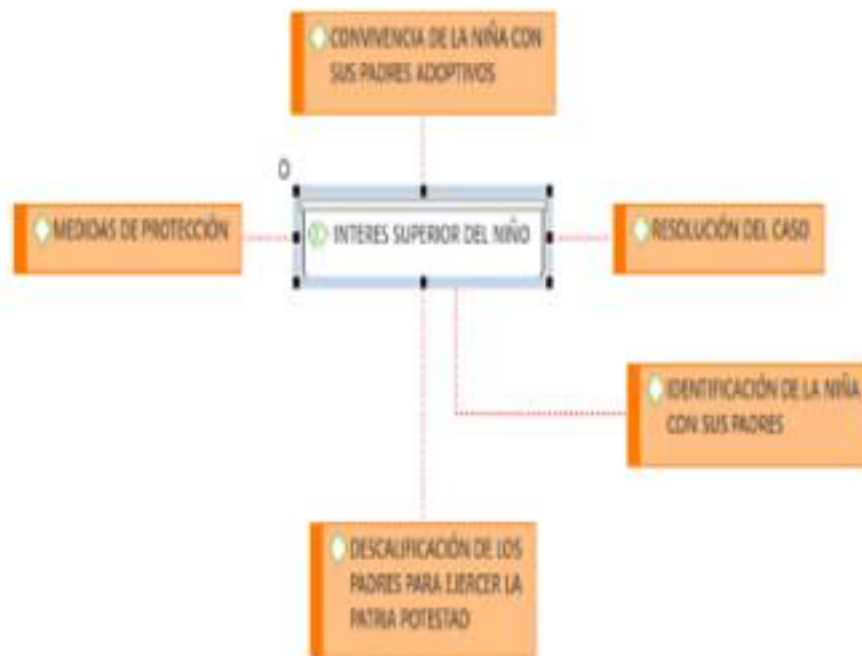 CONVIVENCIA DE LA NIÑA CON
SUS PADRES ADOPTIVOS
MEDIDAS DE PROTECCIÓN
INTERES SUPERIOR DEL NIÑO
RESOLUCIÓN DEL CASO
IDENTIFICACIÓN DE LA NIÑA
CON SUS PADRES
DESCALIFICACIÓN DE LOS
PADRES PARA EJERCER LA
PATRIA POTESTAD